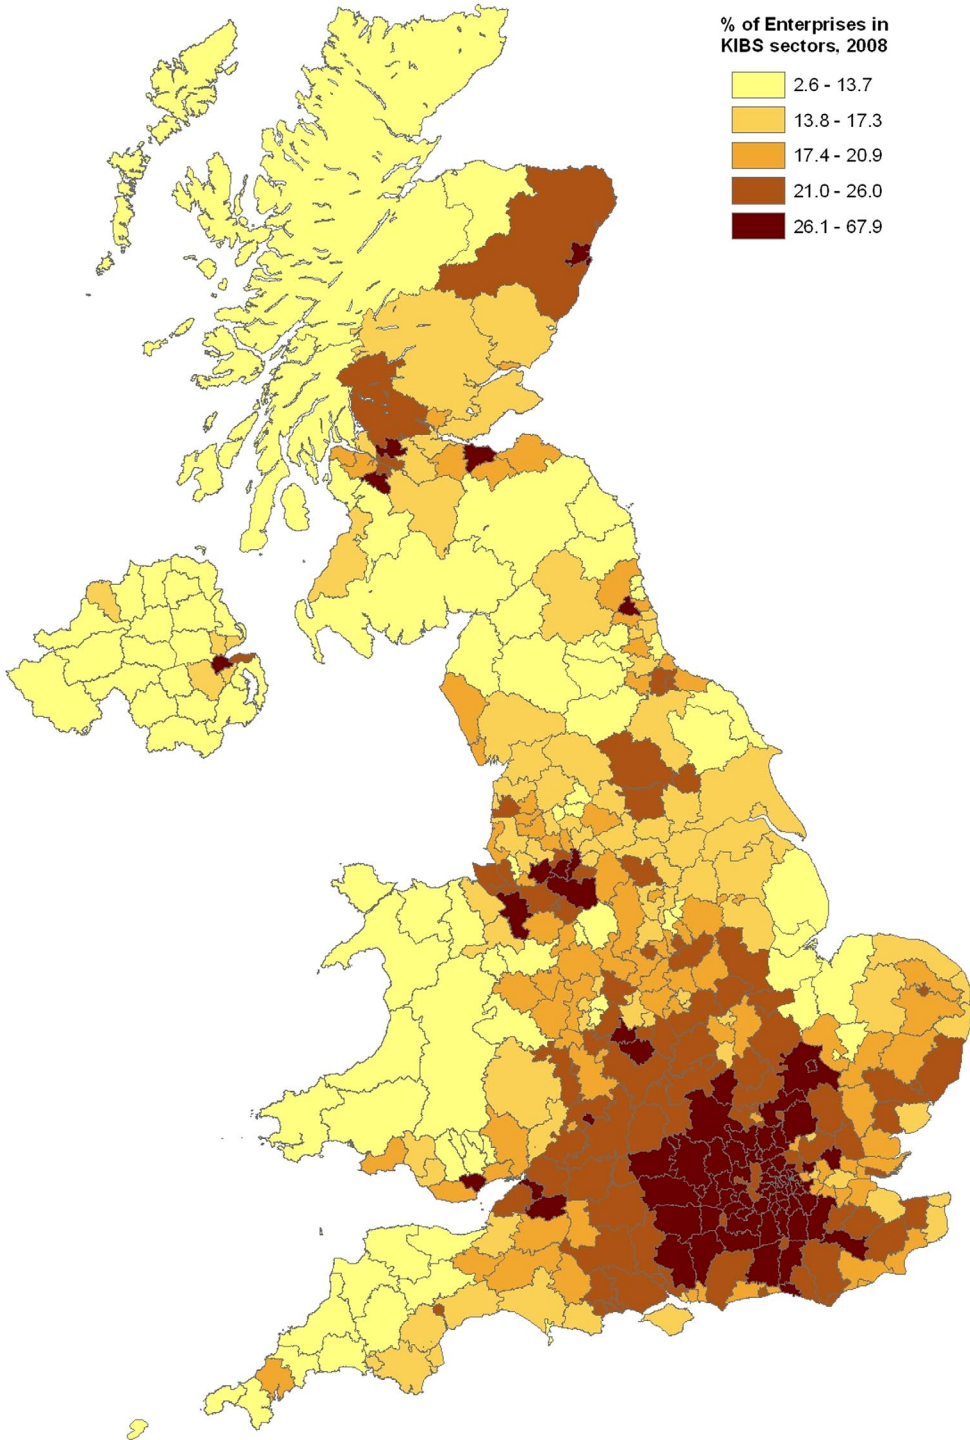 % of Enterprises in
KIBS sectors, 2008
2.6 - 13.7
13.8 - 17.3
17.4 - 20.9
21.0 - 26.0
26.1 - 67.9